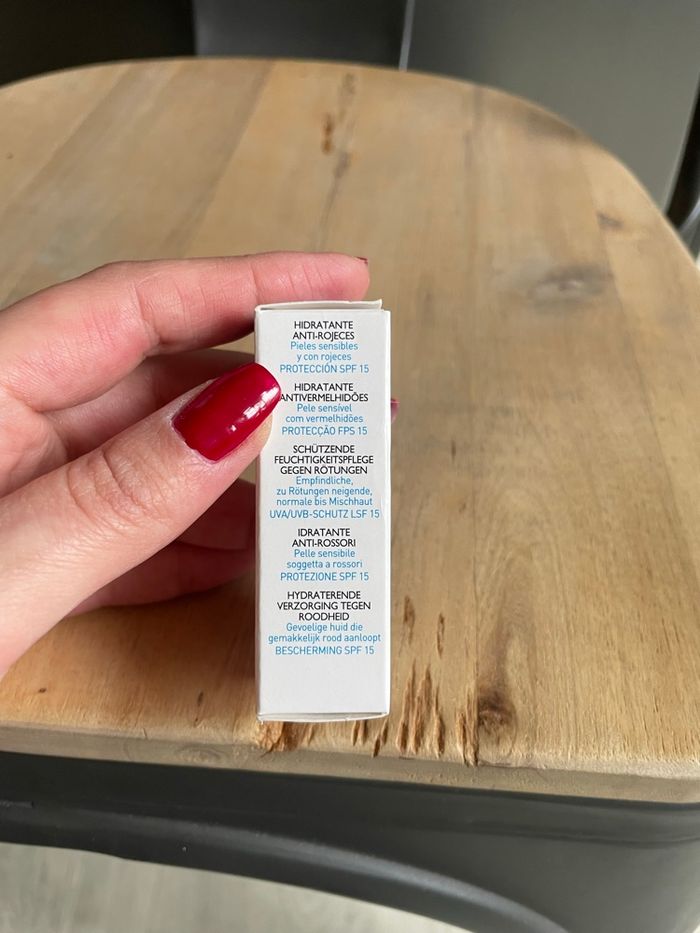 HIDRATANTE
ANTI-ROJECES
Pieles sensibles
y con rojeces
PROTECCIÓN SPF 15
HIDRATANTE
ANTIVERMELHIDÕES
Pele sensível
com vermelhidões
PROTECÇÃO FPS 15
SCHÜTZENDE
FEUCHTIGKEITSPFLEGE
GEGEN RÖTUNGEN
Empfindliche,
zu Rötungen neigende,
normale bis Mischhaut
UVA/UVB-SCHUTZ LSF 15
IDRATANTE
ANTI-ROSSORI
Pelle sensibile
soggetta a rossori
PROTEZIONE SPF 15
HYDRATERENDE
VERZORGING TEGEN
ROODHEID
Gevoelige huid die
gemakkelijk rood aanloopt
BESCHERMING SPF 15